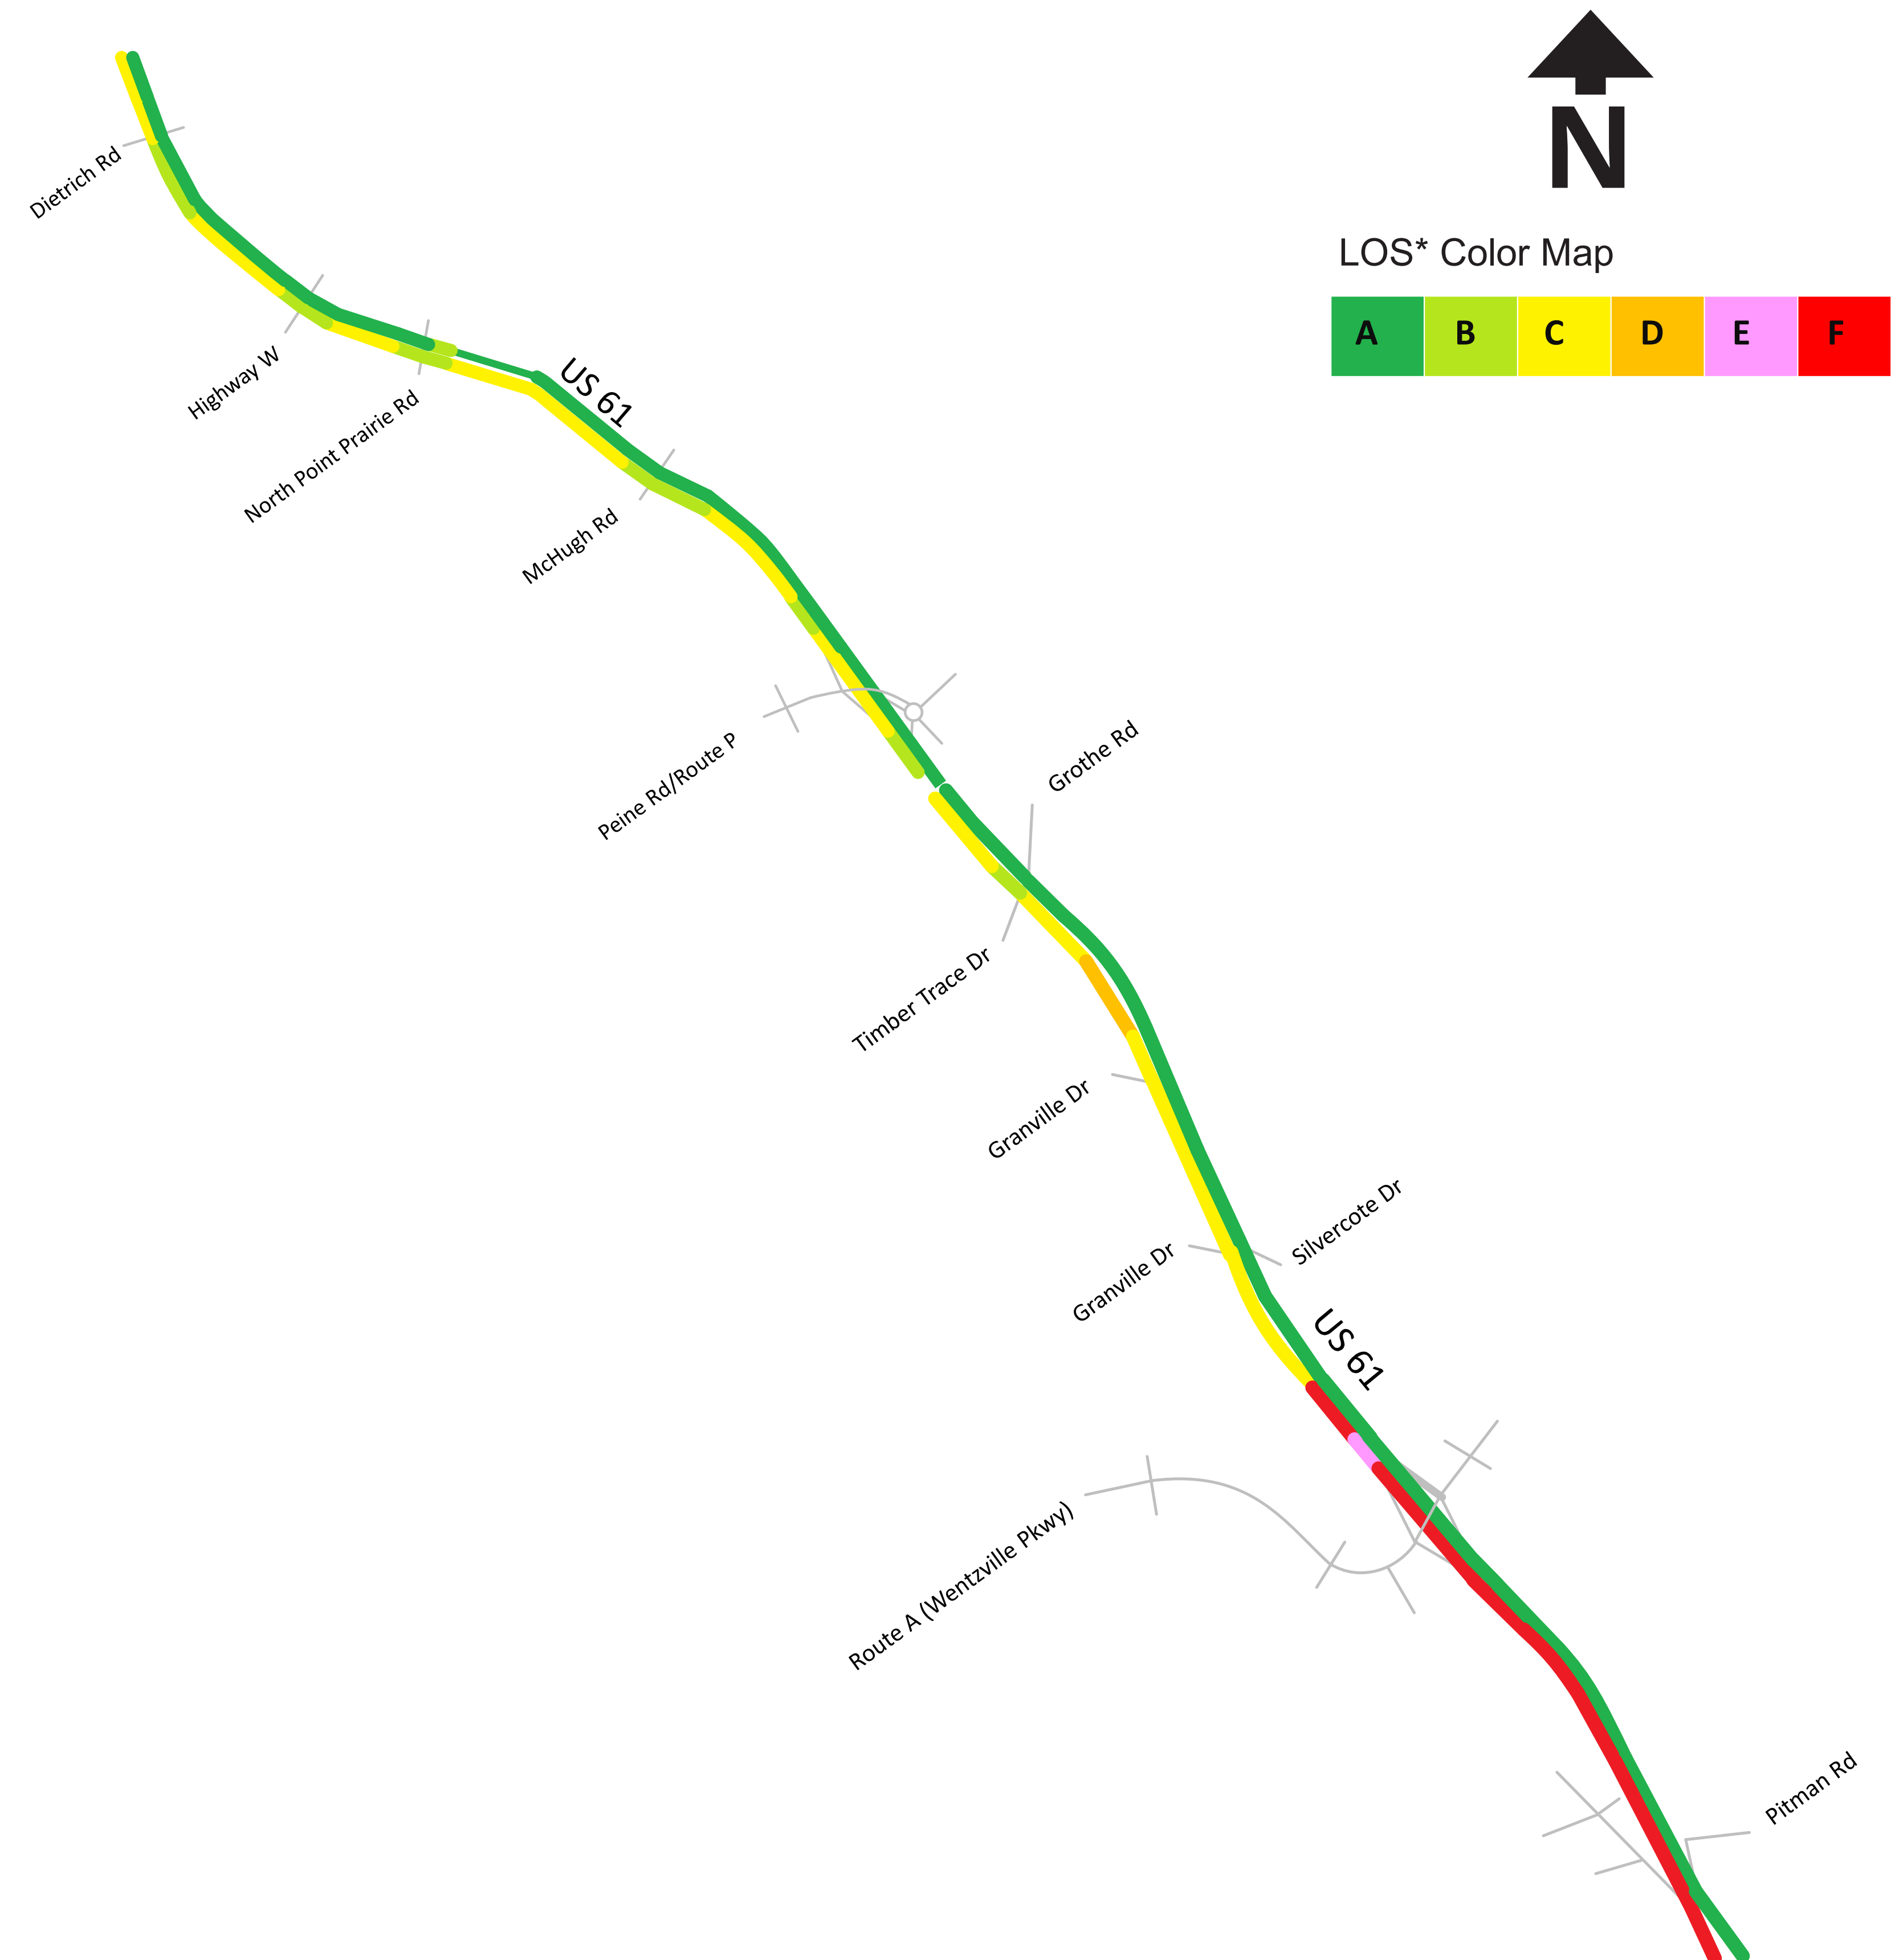 N
LOS* Color Map
A B C D E F
Dietrich Rd
Highway W
North Point Prairie Rd
US 61
McHugh Rd
Peine Rd/Route P
Grothe Rd
Timber Trace Dr
Granville Dr
Silvercote Dr
Granville Dr
US 61
Route A (Wentzville Pkwy)
Pitman Rd